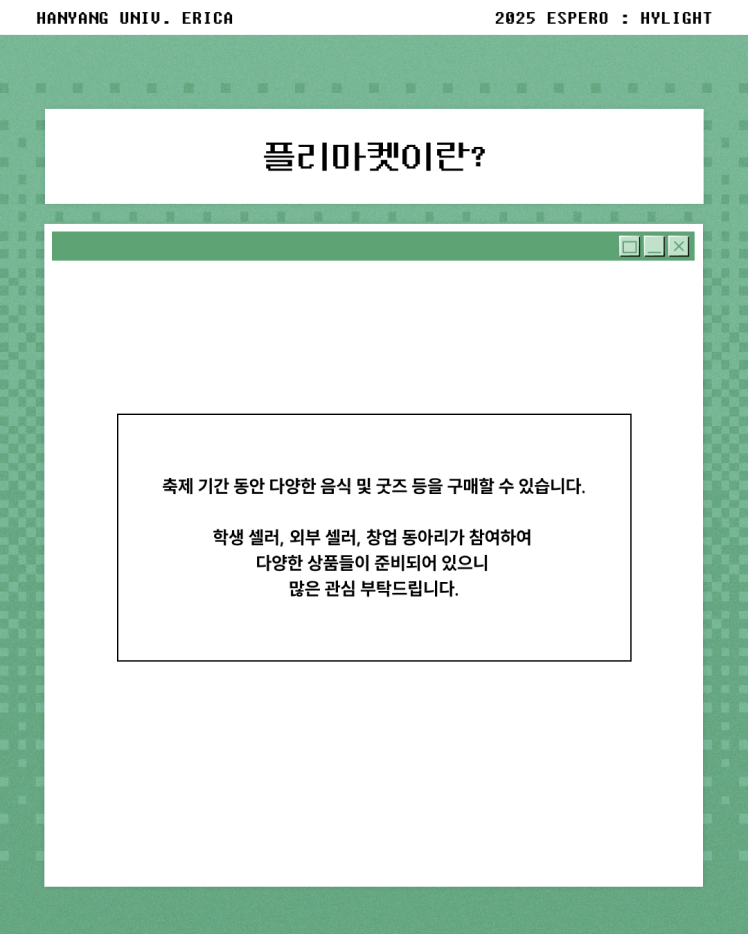 HANYANG UNIV. ERICA
2025 ESPERO : HYLIGHT
플리마켓이란?
축제 기간 동안 다양한 음식 및 굿즈 등을 구매할 수 있습니다.
학생 셀러, 외부 셀러, 창업 동아리가 참여하여
다양한 상품들이 준비되어 있으니
많은 관심 부탁드립니다.